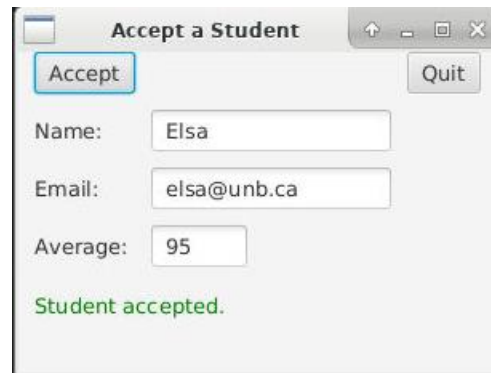 Accept a Student
Accept Quit
Name: Elsa
Email: elsa@unb.ca
Average: 95
Student accepted.